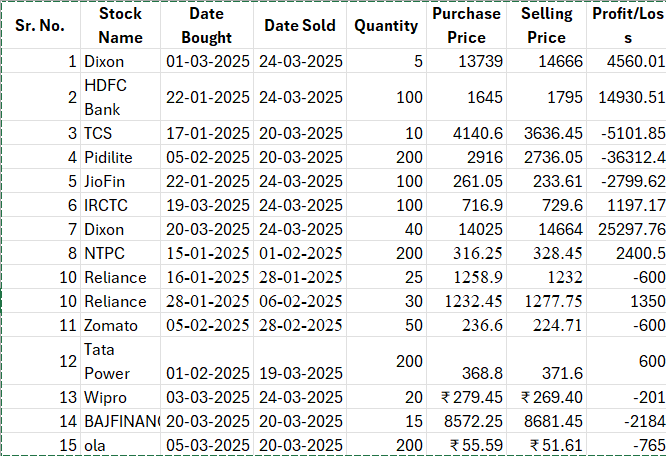 Sr. No. Stock Name Date Bought Date Sold Quantity Purchase Price Selling Price Profit/Loss
1 Dixon 01-03-2025 24-03-2025 5 13739 14666 4560.01
2 HDFC Bank 22-01-2025 24-03-2025 100 1645 1795 14930.51
3 TCS 17-01-2025 20-03-2025 10 4140.6 3636.45 -5101.85
4 Pidilite 05-02-2025 20-03-2025 200 2916 2736.05 -36312.4
5 JioFin 22-01-2025 24-03-2025 100 261.05 233.61 -2799.62
6 IRCTC 19-03-2025 24-03-2025 100 716.9 729.6 1197.17
7 Dixon 20-03-2025 24-03-2025 40 14025 14664 25297.76
8 NTPC 15-01-2025 01-02-2025 200 316.25 328.45 2400.5
10 Reliance 16-01-2025 28-01-2025 25 1258.9 1232 -600
10 Reliance 28-01-2025 06-02-2025 30 1232.45 1277.75 1350
11 Zomato 05-02-2025 28-02-2025 50 236.6 224.71 -600
12 Tata Power 01-02-2025 19-03-2025 200 368.8 371.6 600
13 Wipro 03-03-2025 24-03-2025 20 ₹ 279.45 ₹ 269.40 -201
14 BAJFINAN 20-03-2025 20-03-2025 15 8572.25 8681.45 -2184
15 ola 05-03-2025 20-03-2025 200 ₹ 55.59 ₹ 51.61 -765